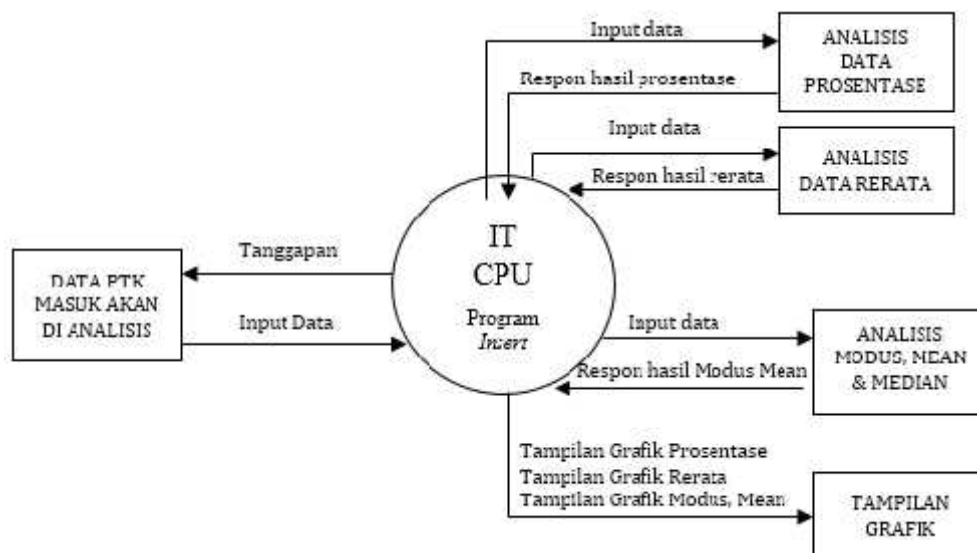 Input data
ANALISIS
DATA
PROSENTASE
Respon hasil prosentase
Input data
ANALISIS
DATA RERATA
Respon hasil rerata
IT
CPU
Program
Insert
Tanggapan
DATA PTK
MASUK AKAN
DI ANALISIS
Input Data
Input data
ANALISIS
MODUS, MEAN
& MEDIAN
Respon hasil Modus Mean
Tampilan Grafik Prosentase
Tampilan Grafik Rerata
Tampilan Grafik Modus, Mean
TAMPILAN
GRAFIK